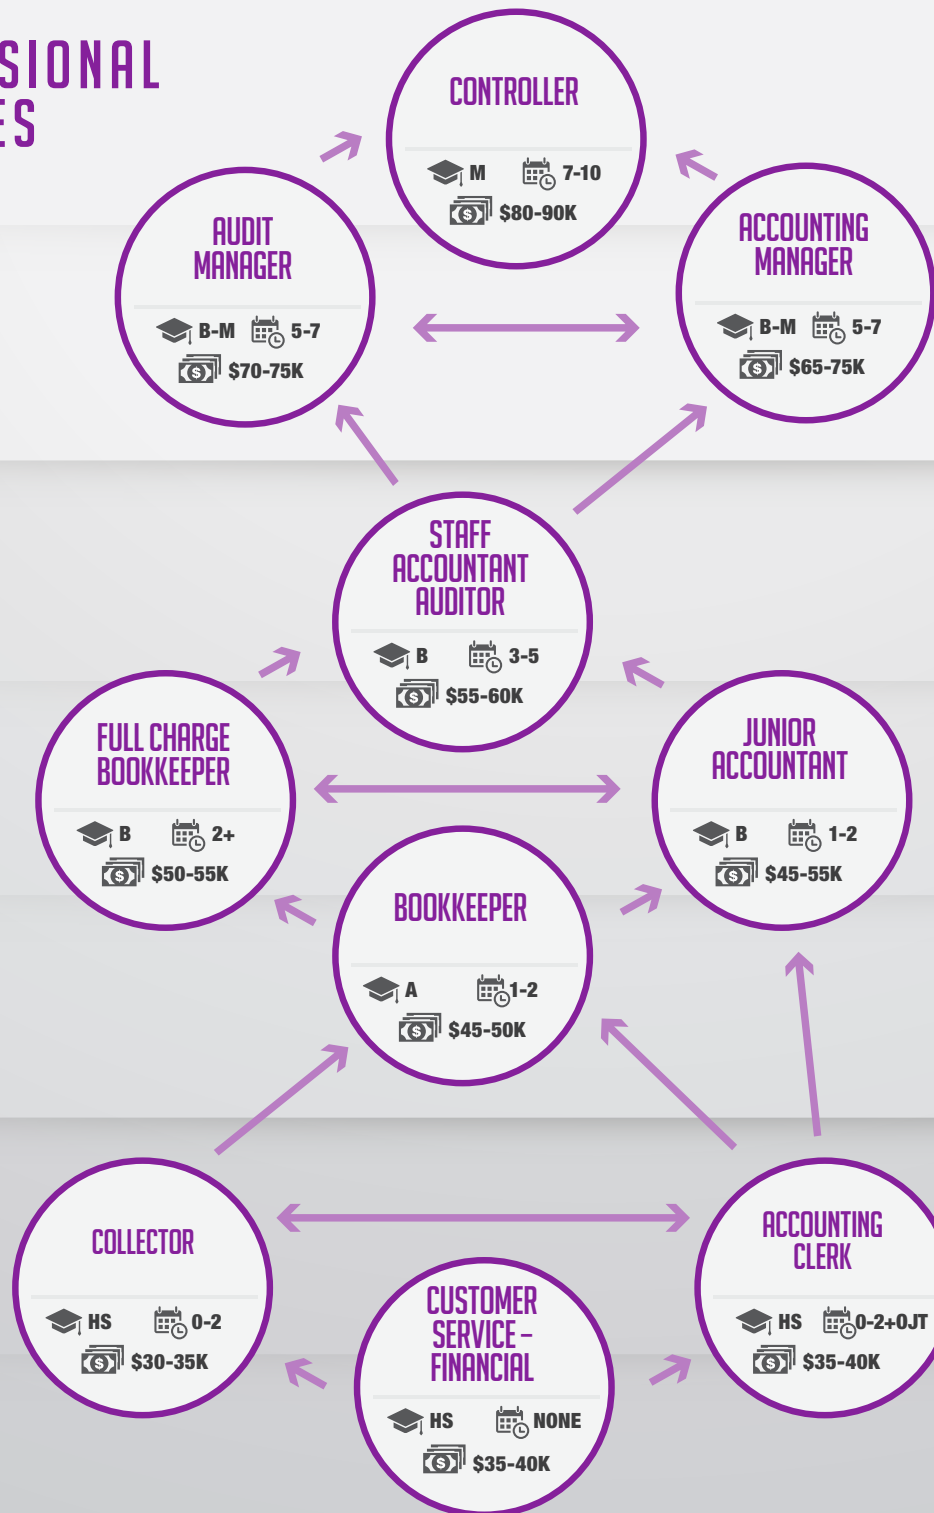 SIONAL
ES
CONTROLLER
M 7-10
$80-90K
AUDIT
MANAGER
B-M 5-7
$70-75K
ACCOUNTING
MANAGER
B-M 5-7
$65-75K
STAFF
ACCOUNTANT
AUDITOR
B 3-5
$55-60K
FULL CHARGE
BOOKKEEPER
B 2+
$50-55K
JUNIOR
ACCOUNTANT
B 1-2
$45-55K
BOOKKEEPER
A 1-2
$45-50K
COLLECTOR
HS 0-2
$30-35K
ACCOUNTING
CLERK
HS 0-2+OJT
$35-40K
CUSTOMER
SERVICE –
FINANCIAL
HS NONE
$35-40K